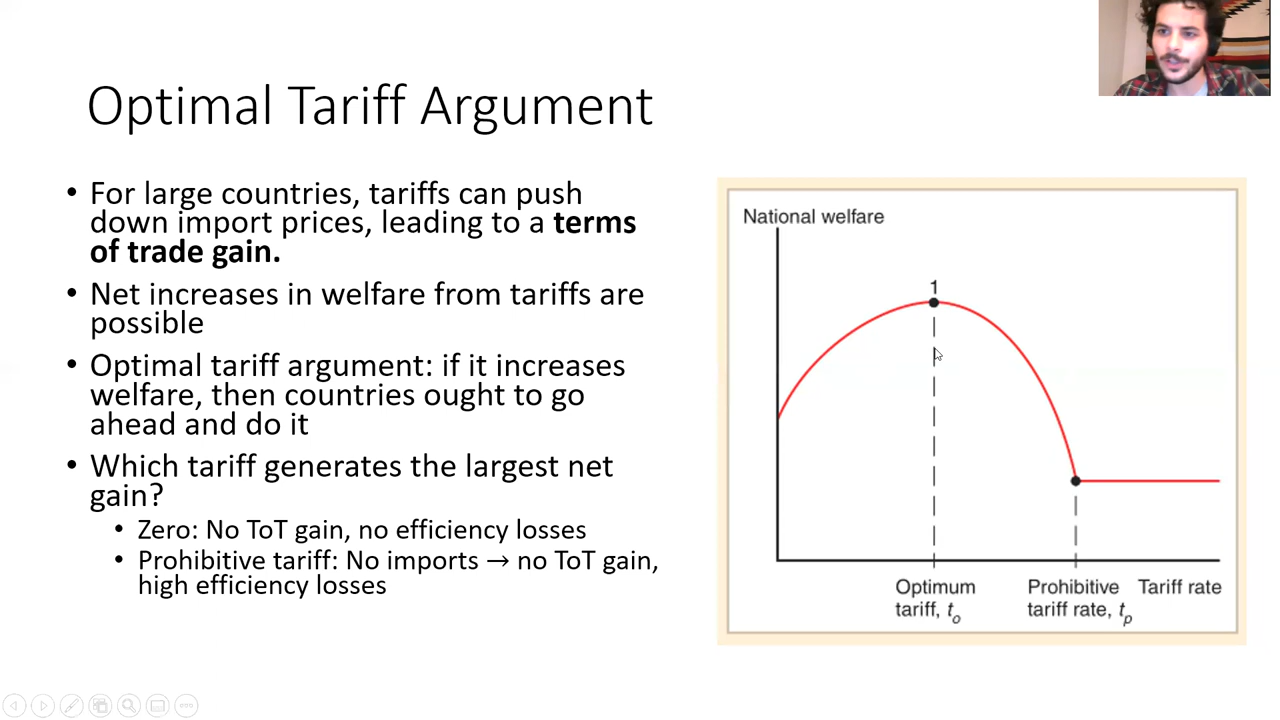 Optimal Tariff Argument
• For large countries, tariffs can push
down import prices, leading to a terms
of trade gain.
• Net increases in welfare from tariffs are
possible
• Optimal tariff argument: if it increases
welfare, then countries ought to go
ahead and do it
• Which tariff generates the largest net
gain?
• Zero: No ToT gain, no efficiency losses
• Prohibitive tariff: No imports → no ToT gain,
high efficiency losses
National welfare
1
Optimum
tariff, to
Prohibitive
tariff rate, tp
Tariff rate